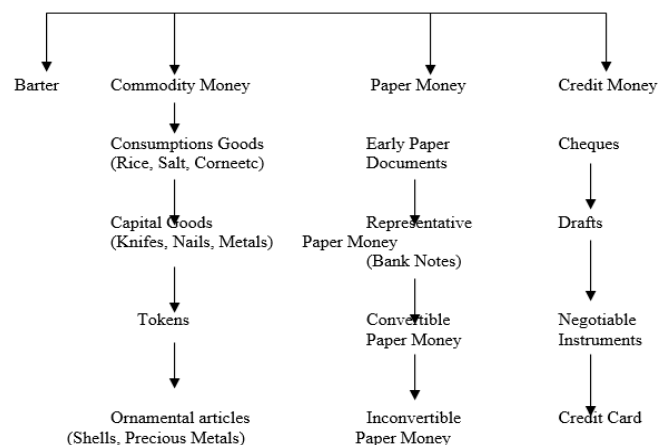 Barter
Commodity Money
Paper Money
Credit Money
Consumptions Goods
(Rice, Salt, Corneetc)
Early Paper
Documents
Cheques
Capital Goods
(Knifes, Nails, Metals)
Representative
Paper Money
(Bank Notes)
Drafts
Tokens
Convertible
Paper Money
Negotiable
Instruments
Ornamental articles
(Shells, Precious Metals)
Inconvertible
Paper Money
Credit Card